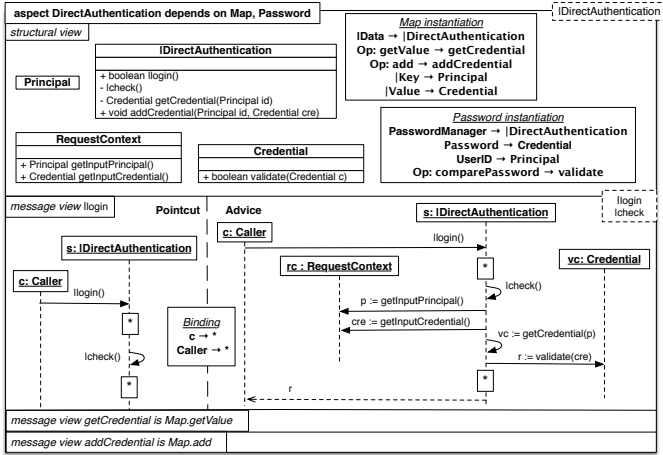 aspect DirectAuthentication depends on Map, Password
|DirectAuthentication
structural view
Map instantiation
lData → |DirectAuthentication
Op: getValue → getCredential
Op: add → addCredential
|Key → Principal
|Value → Credential
|DirectAuthentication
+ boolean |login()
- |check()
- Credential getCredential(Principal id)
+ void addCredential(Principal id, Credential cre)
Principal
Password instantiation
PasswordManager → |DirectAuthentication
Password → Credential
UserID → Principal
Op: comparePassword → validate
RequestContext
+ Principal getInputPrincipal()
+ Credential getInputCredential()
Credential
+ boolean validate(Credential c)
message view |login
Pointcut
Advice
|login
|check
s: |DirectAuthentication
c: Caller
|login()
*
|check()
*
Binding
c → *
Caller → *
c: Caller
s: |DirectAuthentication
|login()
rc : RequestContext
vc: Credential
*
|check()
p := getInputPrincipal()
cre := getInputCredential()
vc := getCredential(p)
r := validate(cre)
*
r
message view getCredential is Map.getValue
message view addCredential is Map.add